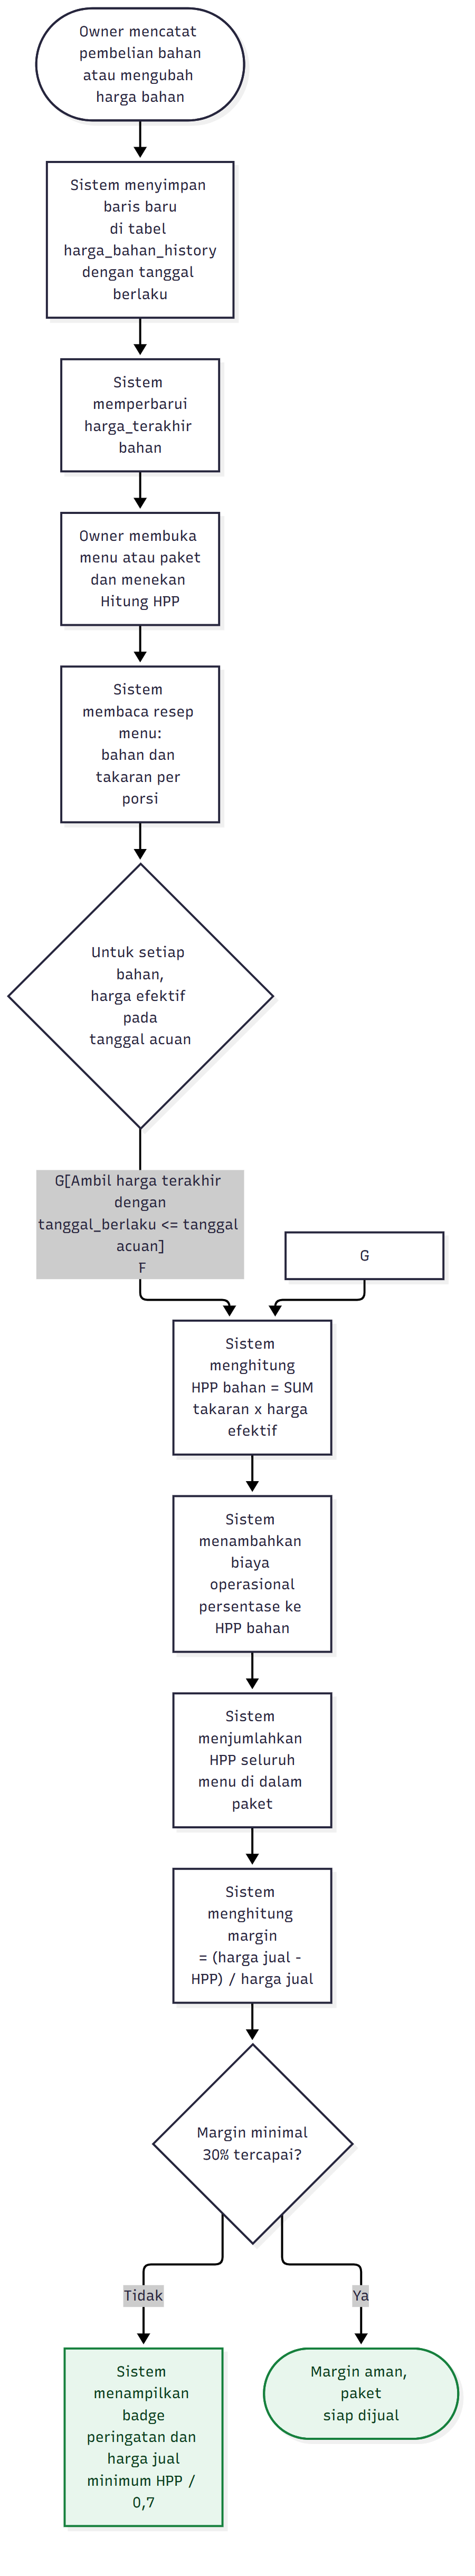 Owner mencatat
pembelian bahan
atau mengubah
harga bahan
Sistem menyimpan
baris baru
di tabel
harga_bahan_history
dengan tanggal
berlaku
Sistem
memperbarui
harga_terakhir
bahan
Owner membuka
menu atau paket
dan menekan
Hitung HPP
Sistem
membaca resep
menu:
bahan dan
takaran per
porsi
Untuk setiap
bahan,
harga efektif
pada
tanggal acuan
G[Ambil harga terakhir
dengan
tanggal_berlaku <= tanggal
acuan]
F
G
Sistem
menghitung
HPP bahan = SUM
takaran x harga
efektif
Sistem
menambahkan
biaya
operasional
persentase ke
HPP bahan
Sistem
menjumlahkan
HPP seluruh
menu di dalam
paket
Sistem
menghitung
margin
= (harga jual -
HPP) / harga jual
Margin minimal
30% tercapai?
Tidak
Ya
Sistem
menampilkan
badge
peringatan dan
harga jual
minimum HPP /
0,7
Margin aman,
paket
siap dijual